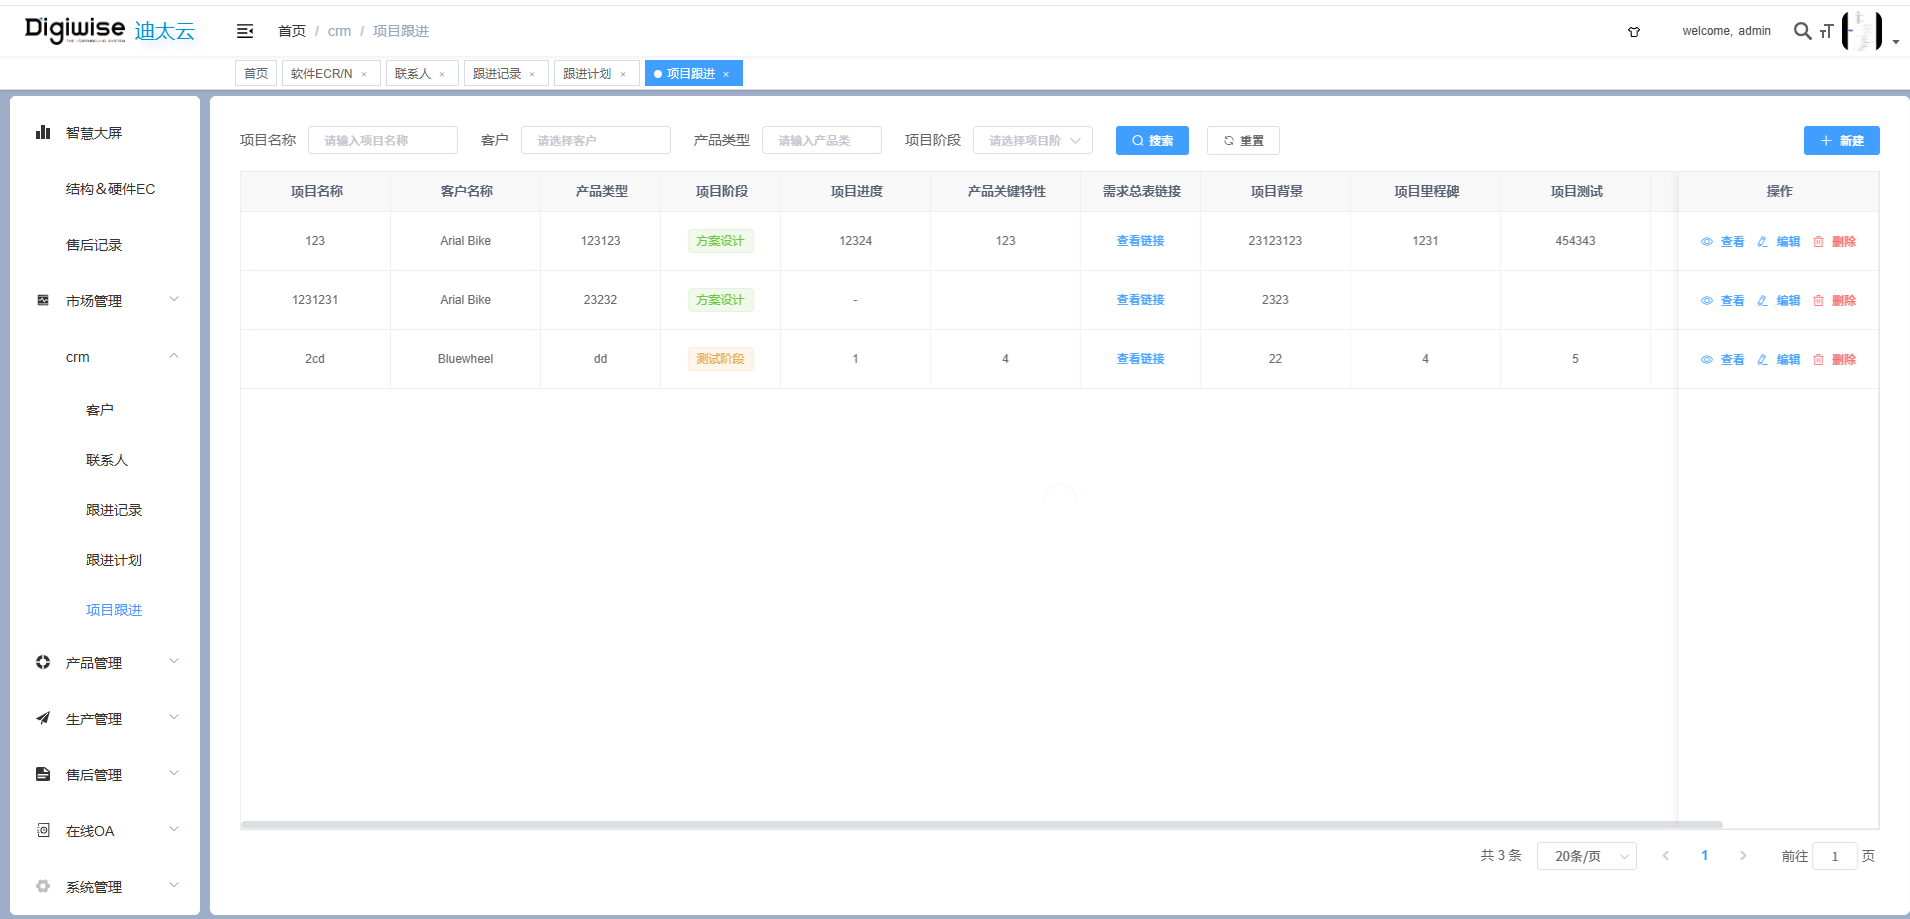 Digiwise 迪太云
首页 / crm / 项目跟进
welcome, admin
首页 软件ECR/N × 联系人 × 跟进记录 × 跟进计划 × 项目跟进 ×
智慧大屏
结构&硬件EC
售后记录
市场管理
crm
客户
联系人
跟进记录
跟进计划
项目跟进
产品管理
生产管理
售后管理
在线OA
系统管理
项目名称 请输入项目名称 客户 请选择客户 产品类型 请输入产品类 项目阶段 请选择项目阶 搜索 重置 新建
项目名称 客户名称 产品类型 项目阶段 项目进度 产品关键特性 需求总表链接 项目背景 项目里程碑 项目测试 操作
123 Arial Bike 123123 方案设计 12324 123 查看链接 23123123 1231 454343 查看 编辑 删除
1231231 Arial Bike 23232 方案设计 - 查看链接 2323 查看 编辑 删除
2cd Bluewheel dd 测试阶段 1 4 查看链接 22 4 5 查看 编辑 删除
共 3 条 20条/页 1 前往 1 页